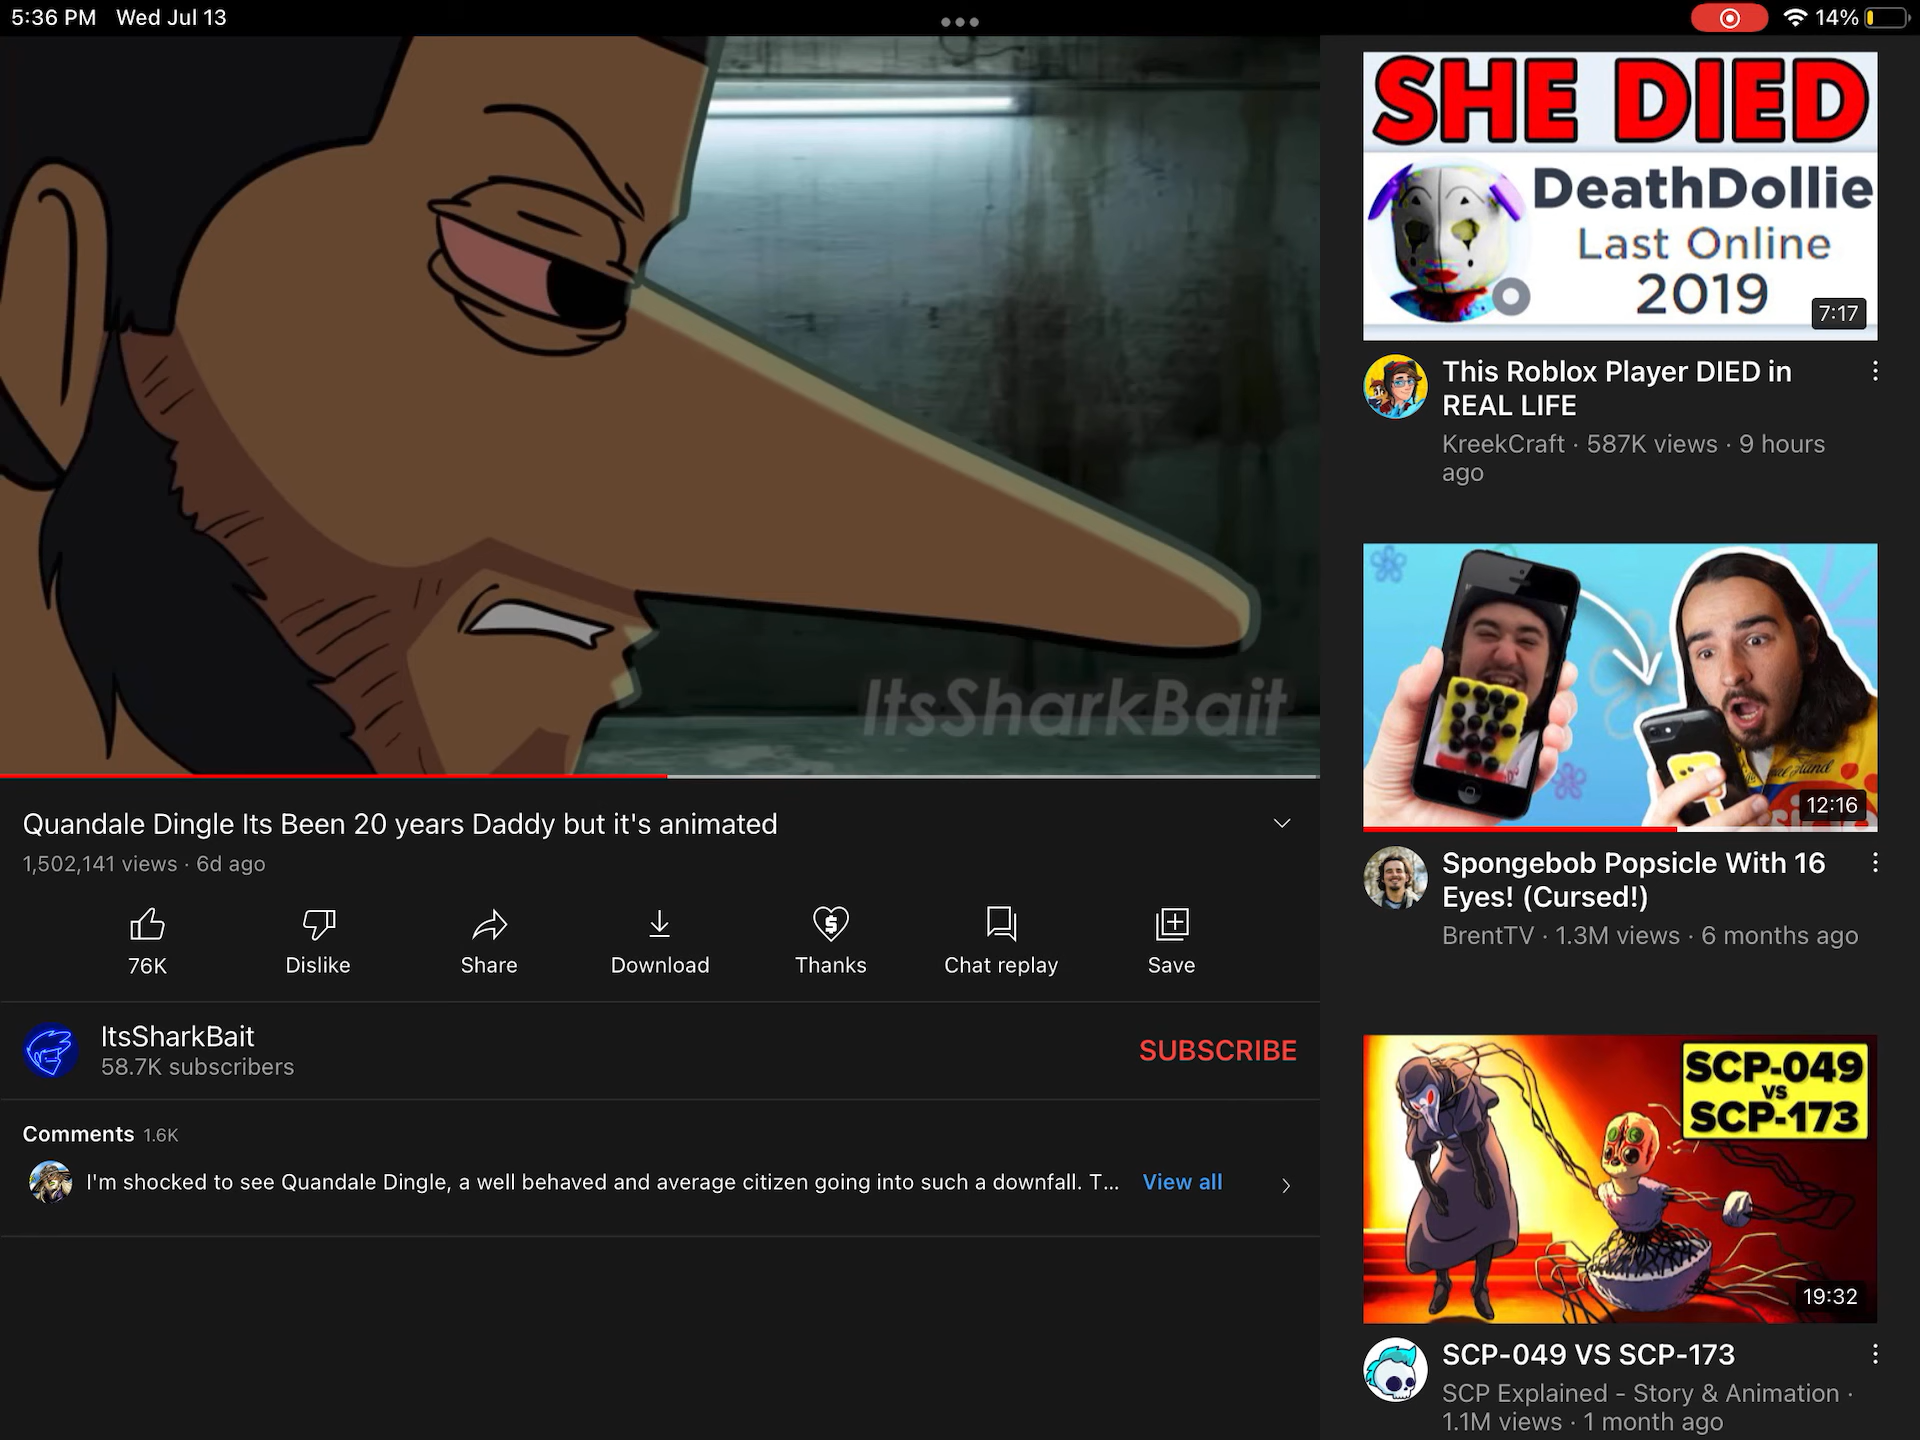 5:36 PM Wed Jul 13
14%
ItsSharkBait
Quandale Dingle Its Been 20 years Daddy but it's animated
1,502,141 views · 6d ago
76K
Dislike
Share
Download
Thanks
Chat replay
Save
ItsSharkBait
58.7K subscribers
SUBSCRIBE
Comments 1.6K
I'm shocked to see Quandale Dingle, a well behaved and average citizen going into such a downfall. T...
View all
SHE DIED
DeathDollie
Last Online
2019
7:17
This Roblox Player DIED in
REAL LIFE
KreekCraft · 587K views · 9 hours
ago
12:16
Spongebob Popsicle With 16
Eyes! (Cursed!)
BrentTV · 1.3M views · 6 months ago
SCP-049
VS
SCP-173
19:32
SCP-049 VS SCP-173
SCP Explained - Story & Animation ·
1.1M views · 1 month ago